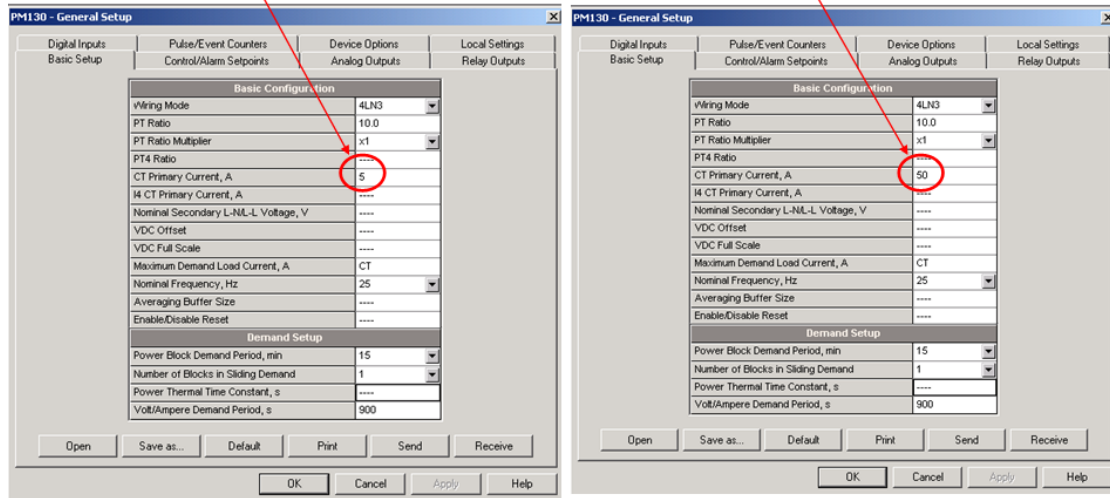 PM130 - General Setup
Digital Inputs Pulse/Event Counters Device Options Local Settings
Basic Setup Control/Alarm Setpoints Analog Outputs Relay Outputs
Basic Configuration
Wiring Mode 4LN3
PT Ratio 10.0
PT Ratio Multiplier x1
PT4 Ratio ----
CT Primary Current, A 5
I4 CT Primary Current, A ----
Nominal Secondary L-N/L-L Voltage, V ----
VDC Offset ----
VDC Full Scale ----
Maximum Demand Load Current, A CT
Nominal Frequency, Hz 25
Averaging Buffer Size ----
Enable/Disable Reset ----
Demand Setup
Power Block Demand Period, min 15
Number of Blocks in Sliding Demand 1
Power Thermal Time Constant, s ----
Volt/Ampere Demand Period, s 900
Open Save as... Default Print Send Receive
OK Cancel Apply Help
PM130 - General Setup
Digital Inputs Pulse/Event Counters Device Options Local Settings
Basic Setup Control/Alarm Setpoints Analog Outputs Relay Outputs
Basic Configuration
Wiring Mode 4LN3
PT Ratio 10.0
PT Ratio Multiplier x1
PT4 Ratio ----
CT Primary Current, A 50
I4 CT Primary Current, A ----
Nominal Secondary L-N/L-L Voltage, V ----
VDC Offset ----
VDC Full Scale ----
Maximum Demand Load Current, A CT
Nominal Frequency, Hz 25
Averaging Buffer Size ----
Enable/Disable Reset ----
Demand Setup
Power Block Demand Period, min 15
Number of Blocks in Sliding Demand 1
Power Thermal Time Constant, s ----
Volt/Ampere Demand Period, s 900
Open Save as... Default Print Send Receive
OK Cancel Apply Help